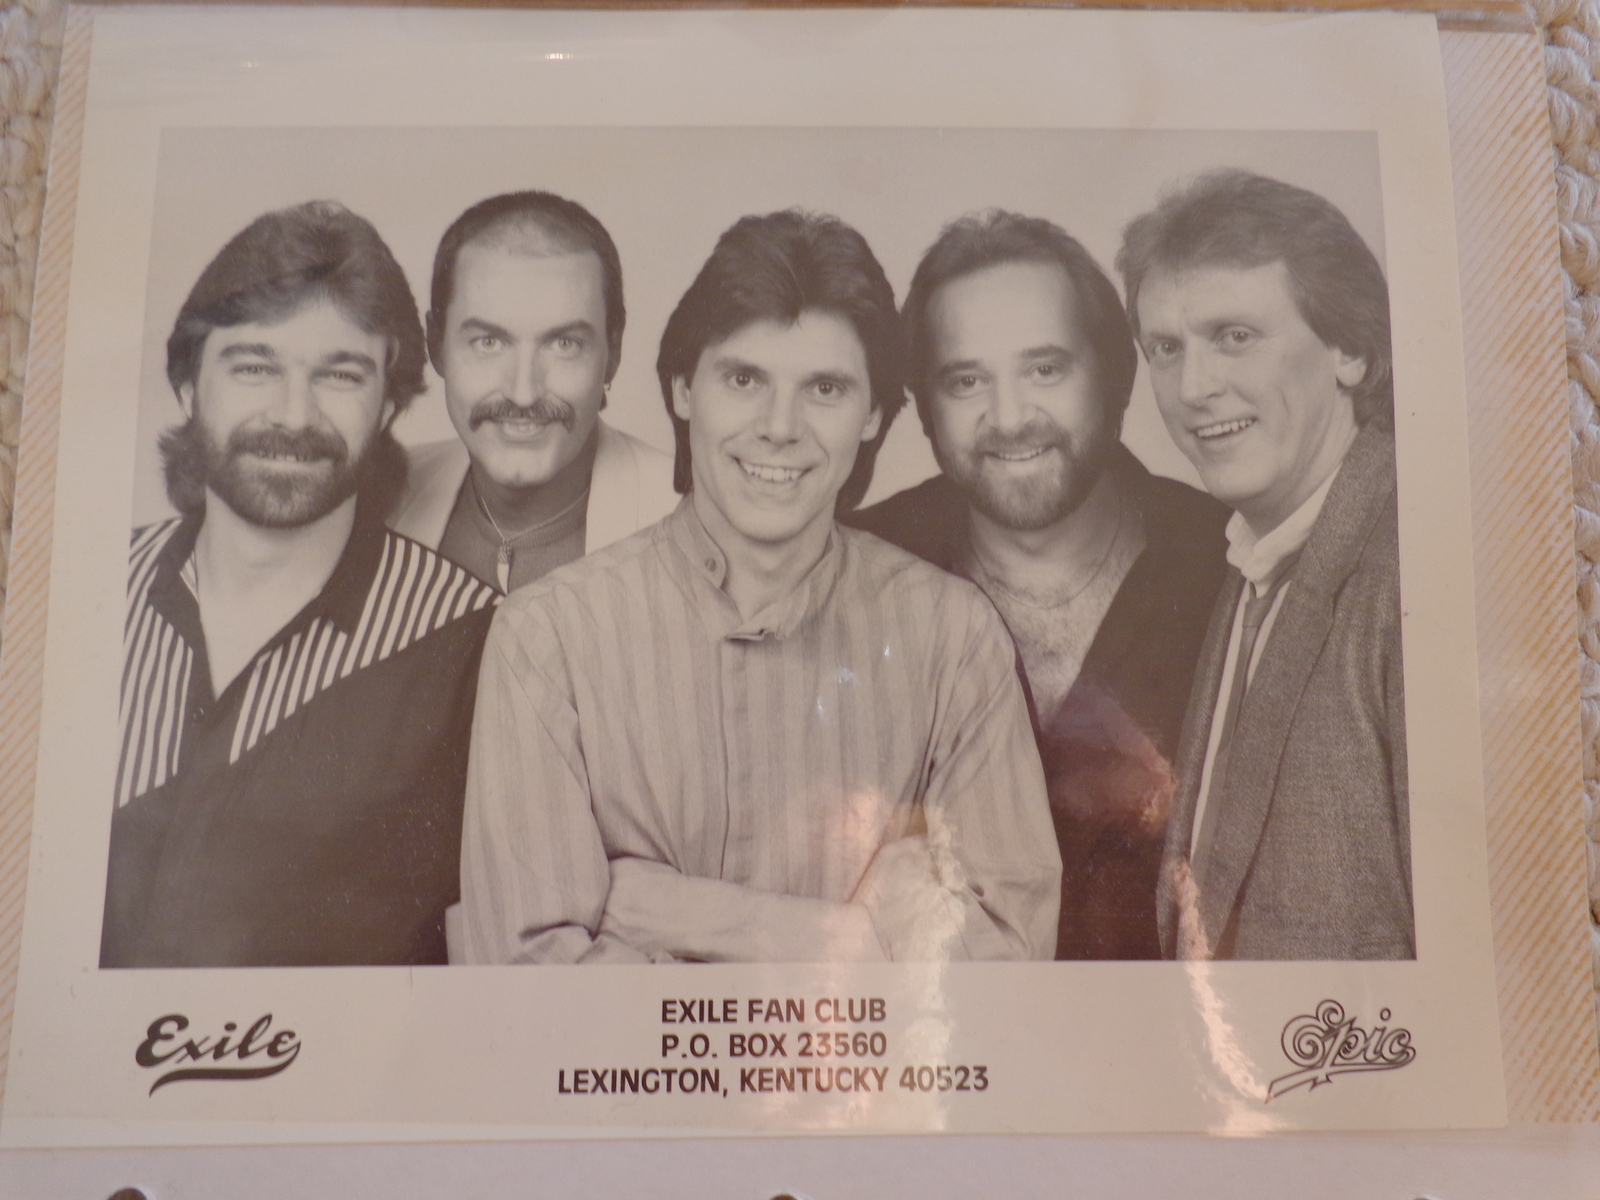 Exile
EXILE FAN CLUB
P.O. BOX 23560
LEXINGTON, KENTUCKY 40523
Epic